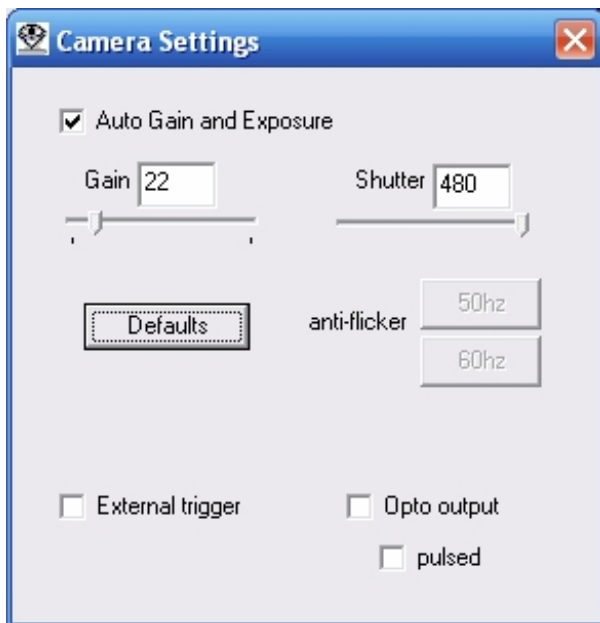 Camera Settings
Auto Gain and Exposure
Gain 22 Shutter 480
Defaults anti-flicker 50hz
60hz
External trigger Opto output
pulsed